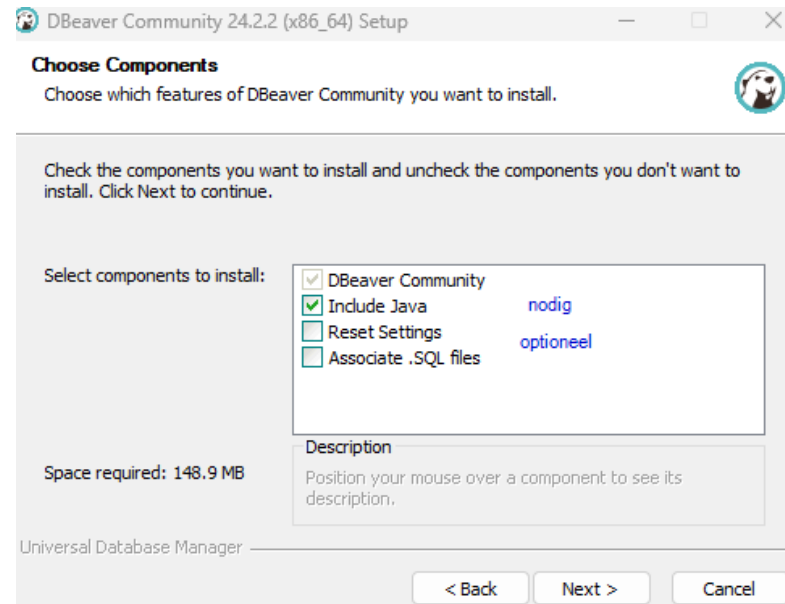 DBeaver Community 24.2.2 (x86_64) Setup
Choose Components
Choose which features of DBeaver Community you want to install.
Check the components you want to install and uncheck the components you don't want to
install. Click Next to continue.
Select components to install:
DBeaver Community
Include Java nodig
Reset Settings
optioneel
Associate .SQL files
Space required: 148.9 MB
Description
Position your mouse over a component to see its
description.
Universal Database Manager
< Back Next > Cancel